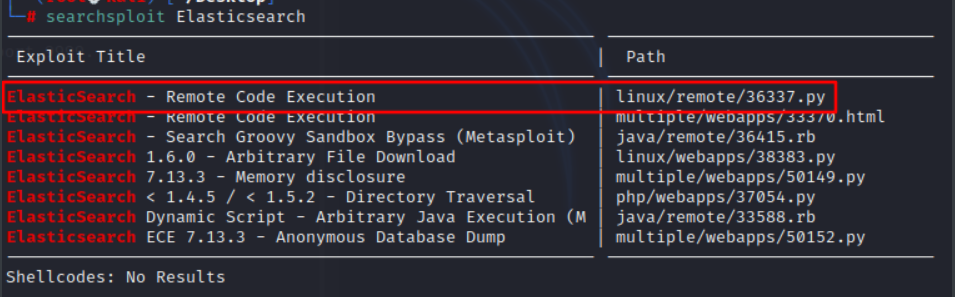 # searchsploit Elasticsearch
Exploit Title | Path
ElasticSearch - Remote Code Execution | linux/remote/36337.py
ElasticSearch - Remote Code Execution | multiple/webapps/33370.html
ElasticSearch - Search Groovy Sandbox Bypass (Metasploit) | java/remote/36415.rb
ElasticSearch 1.6.0 - Arbitrary File Download | linux/webapps/38383.py
ElasticSearch 7.13.3 - Memory disclosure | multiple/webapps/50149.py
ElasticSearch < 1.4.5 / < 1.5.2 - Directory Traversal | php/webapps/37054.py
ElasticSearch Dynamic Script - Arbitrary Java Execution (M | java/remote/33588.rb
Elasticsearch ECE 7.13.3 - Anonymous Database Dump | multiple/webapps/50152.py
Shellcodes: No Results